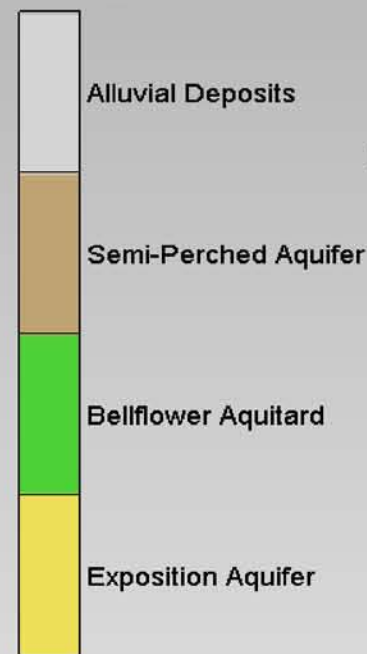 Alluvial Deposits
Semi-Perched Aquifer
Bellflower Aquitard
Exposition Aquifer